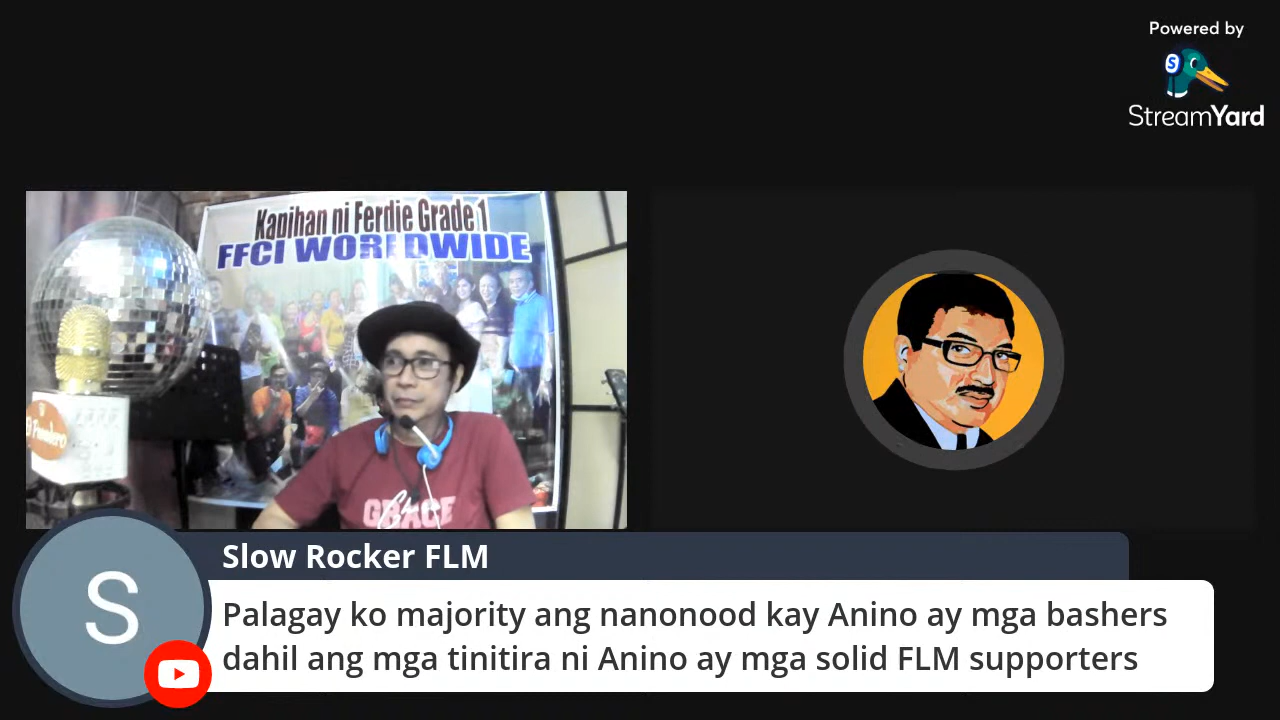 Powered by
StreamYard
Kapihan ni Ferdie Grade 1
FFCI WORLDWIDE
GRACE
S
Slow Rocker FLM
Palagay ko majority ang nanonood kay Anino ay mga bashers
dahil ang mga tinitira ni Anino ay mga solid FLM supporters